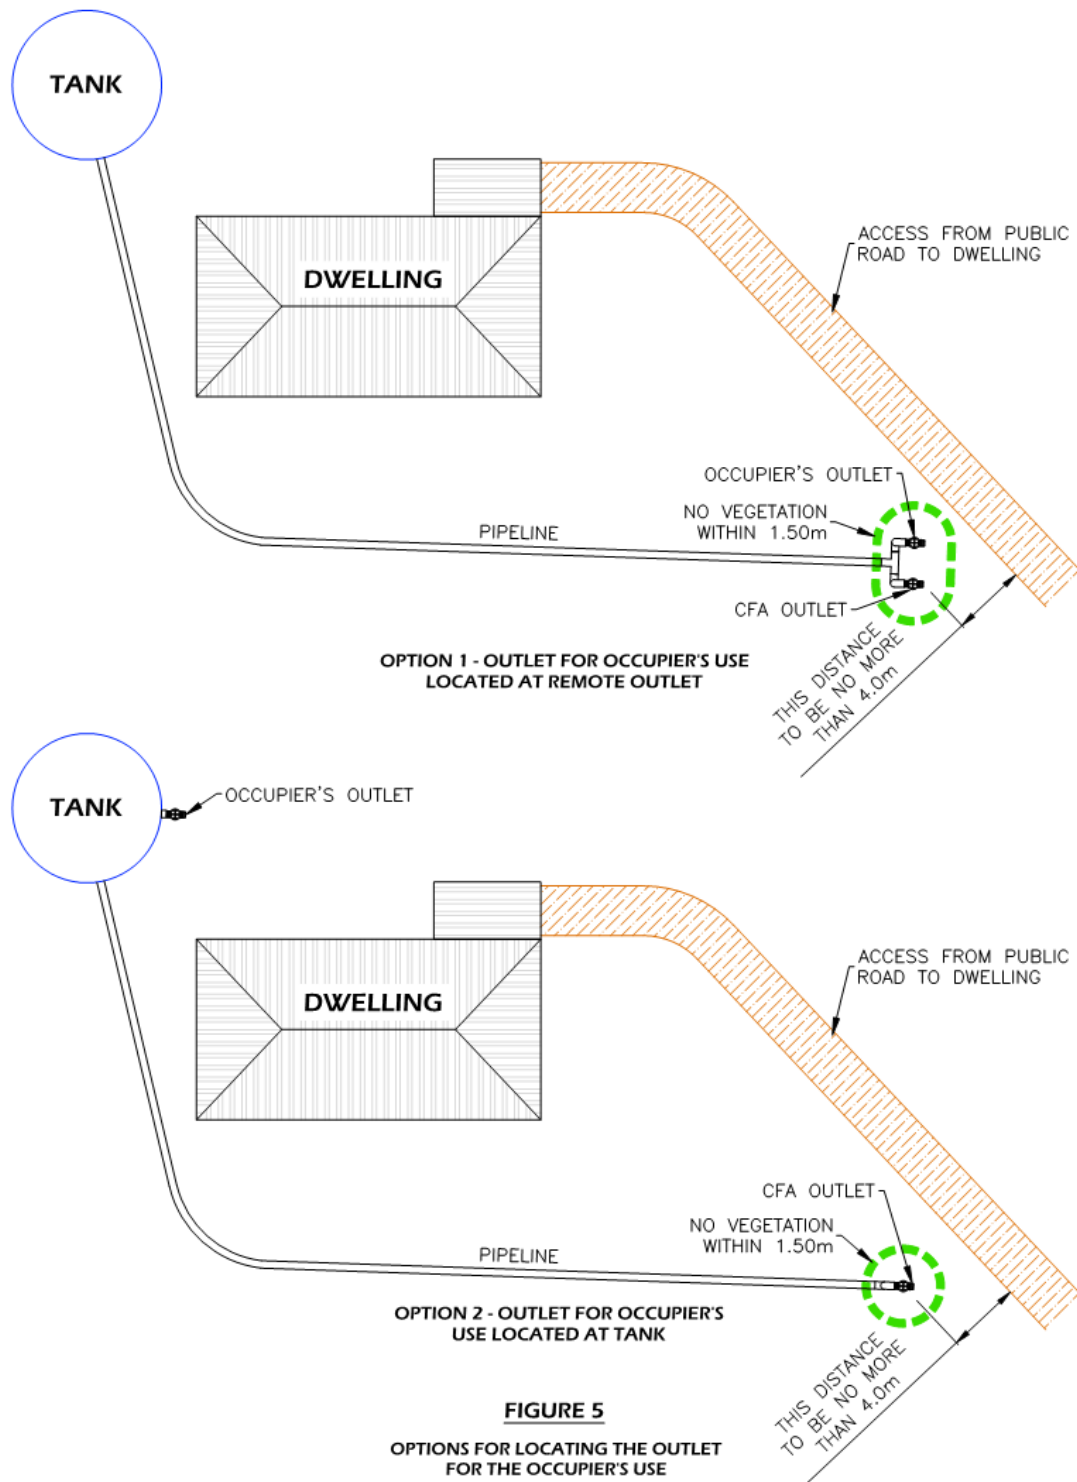 TANK
DWELLING
ACCESS FROM PUBLIC
ROAD TO DWELLING
OCCUPIER'S OUTLET
NO VEGETATION
WITHIN 1.50m
PIPELINE
CFA OUTLET
THIS DISTANCE
TO BE NO MORE
THAN 4.0m
OPTION 1 - OUTLET FOR OCCUPIER'S USE
LOCATED AT REMOTE OUTLET
TANK
OCCUPIER'S OUTLET
DWELLING
ACCESS FROM PUBLIC
ROAD TO DWELLING
CFA OUTLET
NO VEGETATION
WITHIN 1.50m
PIPELINE
THIS DISTANCE
TO BE NO MORE
THAN 4.0m
OPTION 2 - OUTLET FOR OCCUPIER'S
USE LOCATED AT TANK
FIGURE 5
OPTIONS FOR LOCATING THE OUTLET
FOR THE OCCUPIER'S USE